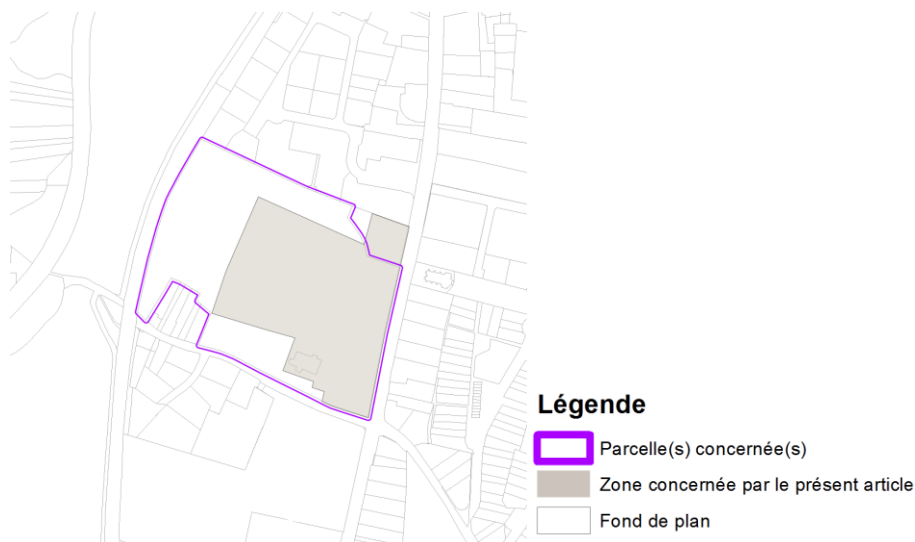 Légende
Parcelle(s) concernée(s)
Zone concernée par le présent article
Fond de plan